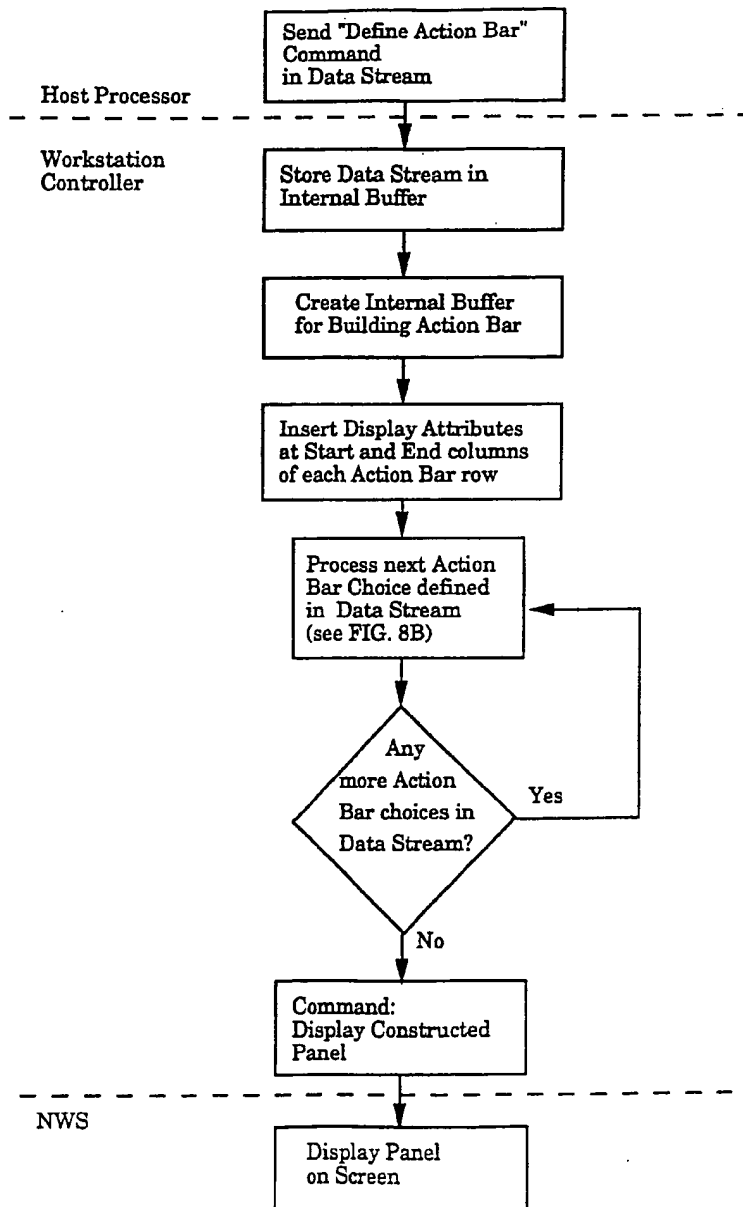 Send "Define Action Bar"
Command
in Data Stream
Host Processor
Workstation
Controller
Store Data Stream in
Internal Buffer
Create Internal Buffer
for Building Action Bar
Insert Display Attributes
at Start and End columns
of each Action Bar row
Process next Action
Bar Choice defined
in Data Stream
(see FIG. 8B)
Any
more Action
Bar choices in
Data Stream?
Yes
No
Command:
Display Constructed
Panel
NWS
Display Panel
on Screen